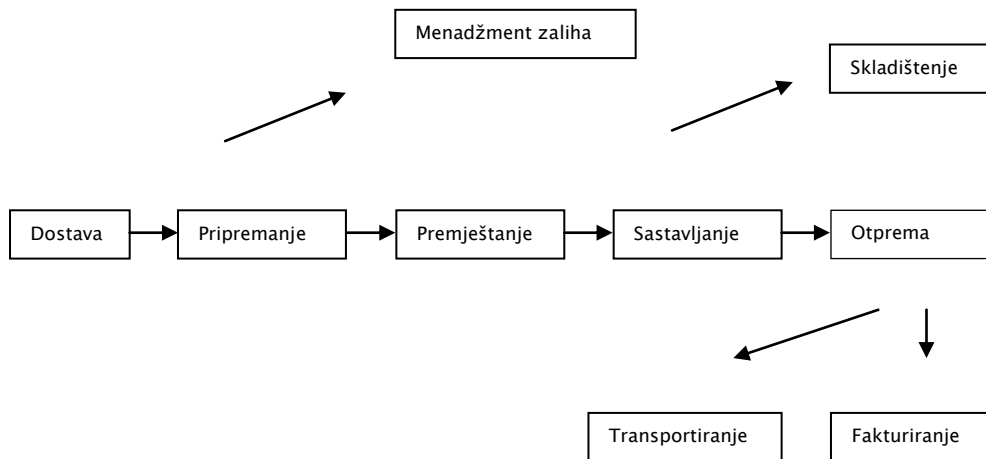 Menadžment zaliha
Skladištenje
Dostava
Pripremanje
Premještanje
Sastavljanje
Otprema
Transportiranje
Fakturiranje